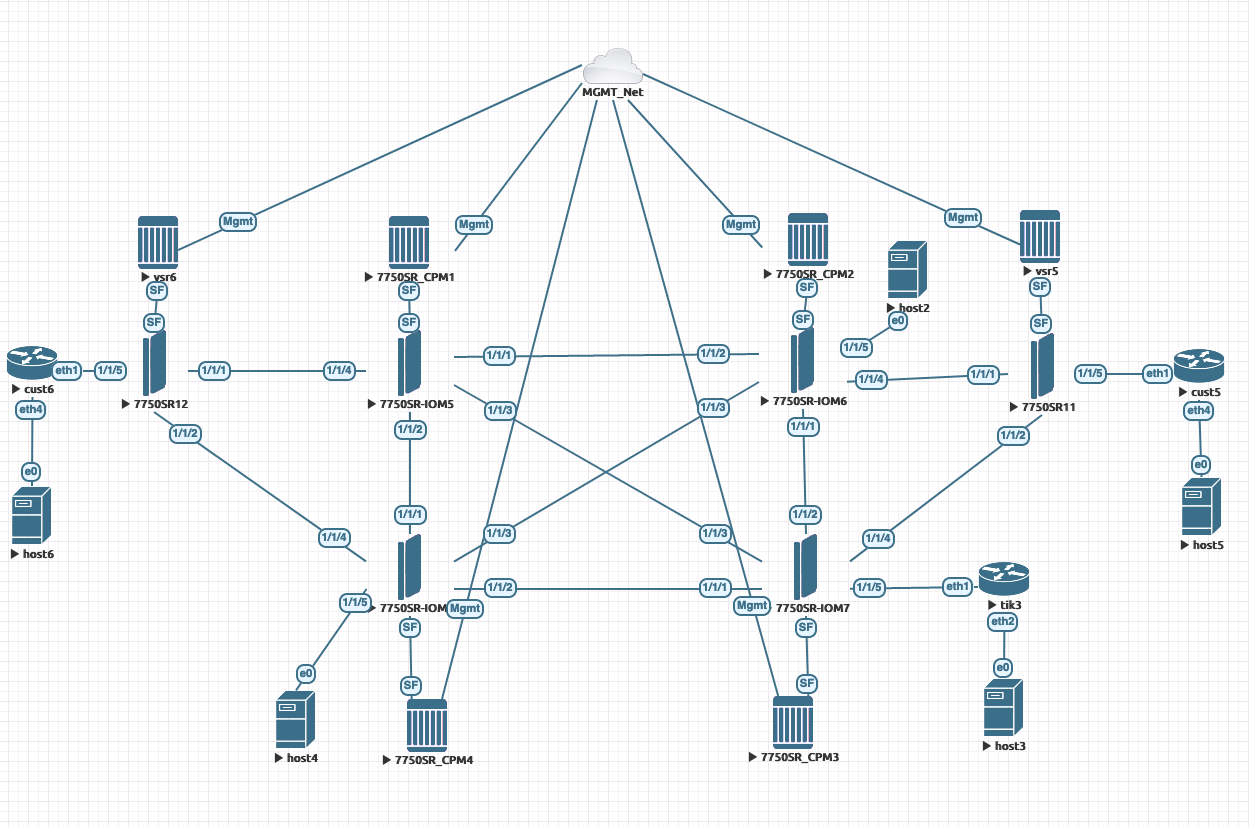 MGMT_Net
Mgmt
Mgmt
Mgmt
Mgmt
vsr6
7750SR_CPM1
7750SR_CPM2
vsr5
SF
SF
SF
SF
host2
e0
SF
SF
SF
SF
1/1/5
1/1/1
1/1/2
cust6
eth1
1/1/5
1/1/1
1/1/4
1/1/4
1/1/1
1/1/5
eth1
cust5
7750SR12
7750SR-IOM5
7750SR-IOM6
7750SR11
eth4
1/1/3
1/1/3
eth4
1/1/2
1/1/2
1/1/1
1/1/2
e0
e0
host6
1/1/1
1/1/2
host5
1/1/4
1/1/3
1/1/3
1/1/4
1/1/2
1/1/1
1/1/5
eth1
1/1/5
7750SR-IOM
Mgmt
Mgmt
7750SR-IOM7
tik3
SF
SF
eth2
e0
SF
SF
e0
host4
7750SR_CPM4
7750SR_CPM3
host3